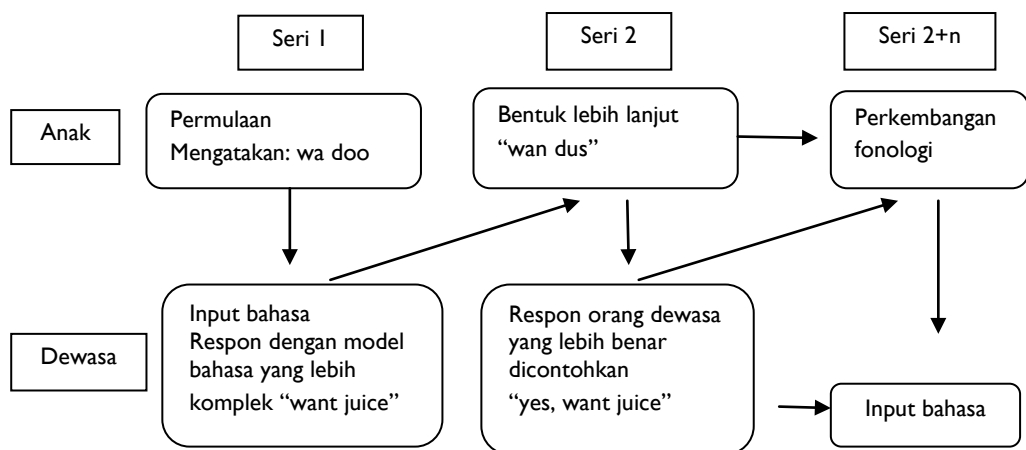 Seri 1
Seri 2
Seri 2+n
Anak
Permulaan
Mengatakan: wa doo
Bentuk lebih lanjut
“wan dus”
Perkembangan
fonologi
Dewasa
Input bahasa
Respon dengan model
bahasa yang lebih
komplek “want juice”
Respon orang dewasa
yang lebih benar
dicontohkan
“yes, want juice”
Input bahasa